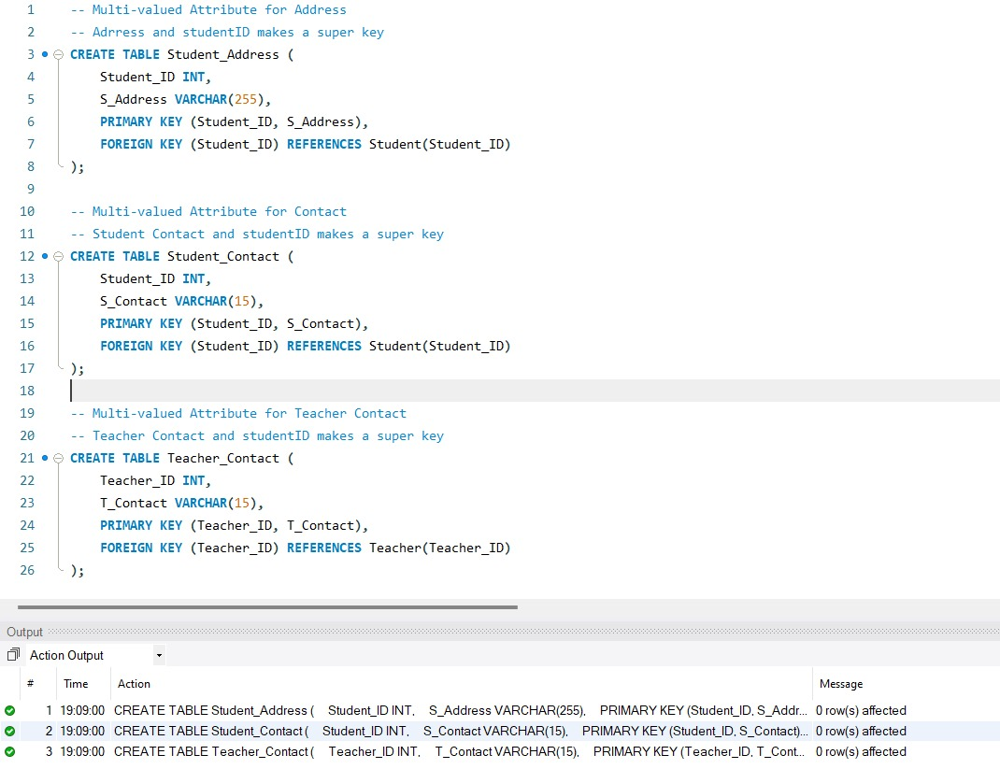 1 -- Multi-valued Attribute for Address
2 -- Adrress and studentID makes a super key
3 CREATE TABLE Student_Address (
4 Student_ID INT,
5 S_Address VARCHAR(255),
6 PRIMARY KEY (Student_ID, S_Address),
7 FOREIGN KEY (Student_ID) REFERENCES Student(Student_ID)
8 );
9
10 -- Multi-valued Attribute for Contact
11 -- Student Contact and studentID makes a super key
12 CREATE TABLE Student_Contact (
13 Student_ID INT,
14 S_Contact VARCHAR(15),
15 PRIMARY KEY (Student_ID, S_Contact),
16 FOREIGN KEY (Student_ID) REFERENCES Student(Student_ID)
17 );
18
19 -- Multi-valued Attribute for Teacher Contact
20 -- Teacher Contact and studentID makes a super key
21 CREATE TABLE Teacher_Contact (
22 Teacher_ID INT,
23 T_Contact VARCHAR(15),
24 PRIMARY KEY (Teacher_ID, T_Contact),
25 FOREIGN KEY (Teacher_ID) REFERENCES Teacher(Teacher_ID)
26 );
Output
Action Output
# Time Action Message
1 19:09:00 CREATE TABLE Student_Address ( Student_ID INT, S_Address VARCHAR(255), PRIMARY KEY (Student_ID, S_Addr... 0 row(s) affected
2 19:09:00 CREATE TABLE Student_Contact ( Student_ID INT, S_Contact VARCHAR(15), PRIMARY KEY (Student_ID, S_Contact)... 0 row(s) affected
3 19:09:00 CREATE TABLE Teacher_Contact ( Teacher_ID INT, T_Contact VARCHAR(15), PRIMARY KEY (Teacher_ID, T_Cont... 0 row(s) affected